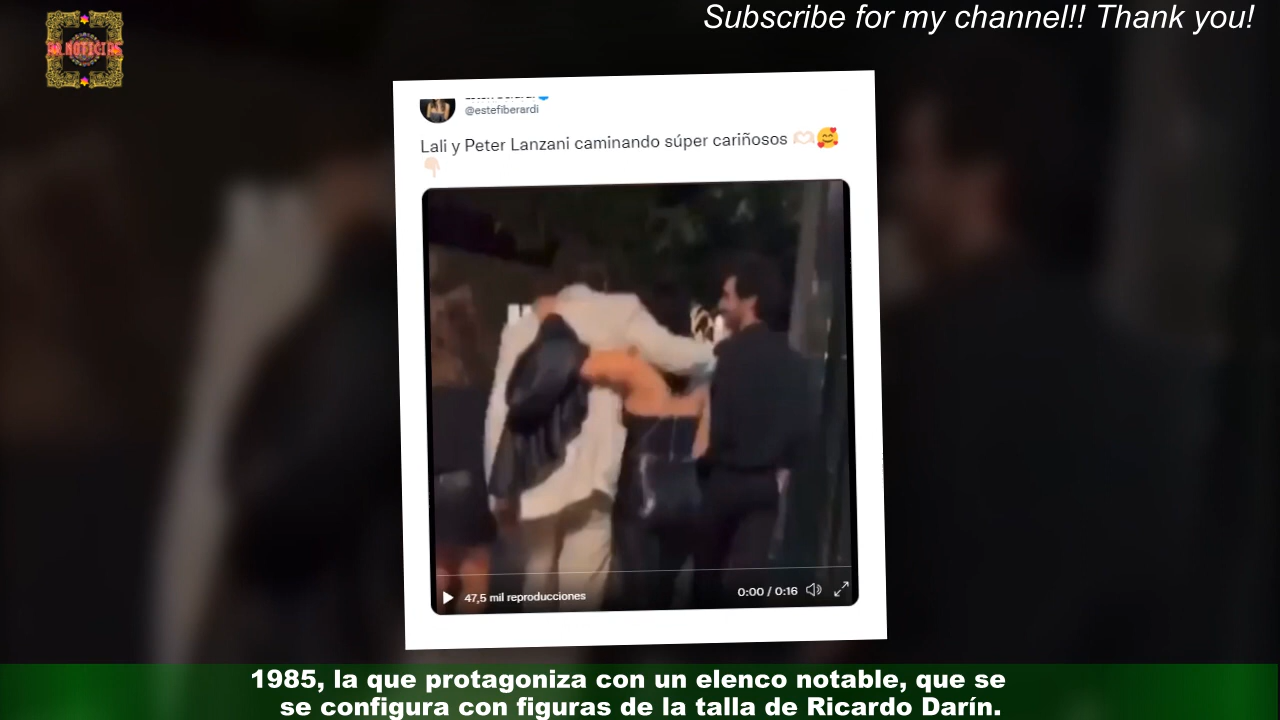 Subscribe for my channel!! Thank you!
NOTICIAS
@estefiberardi
Lali y Peter Lanzani caminando súper cariñosos 🫶🏻🥰
👇🏻
47,5 mil reproducciones
0:00 / 0:16
1985, la que protagoniza con un elenco notable, que se
se configura con figuras de la talla de Ricardo Darín.